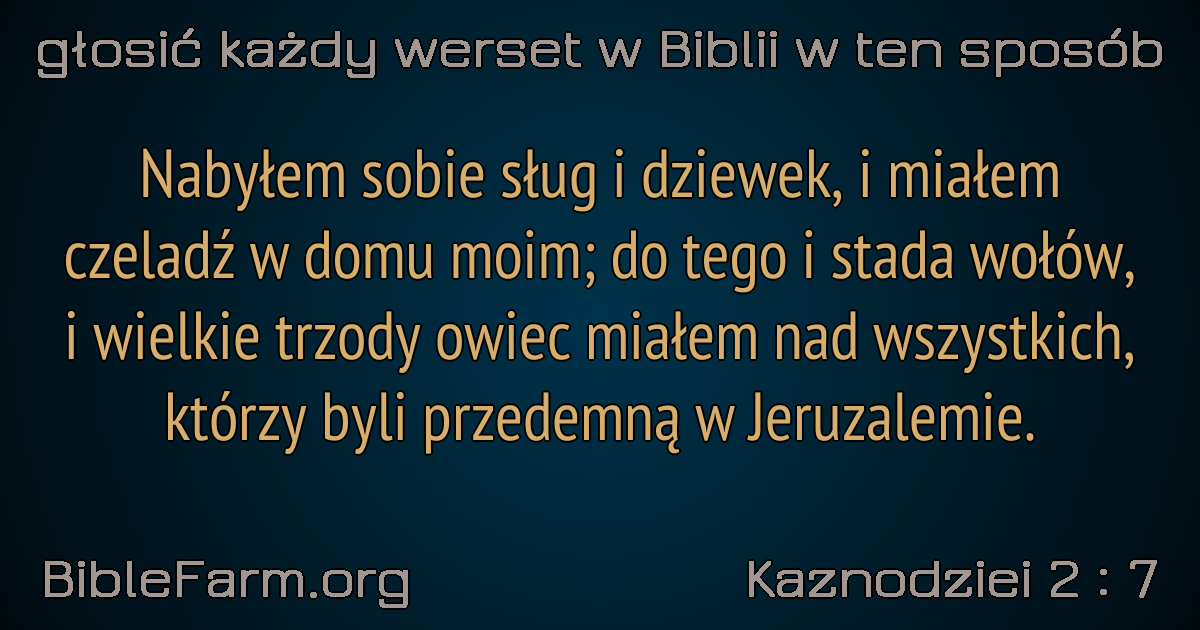 głosić każdy werset w Biblii w ten sposób
Nabyłem sobie sług i dziewek, i miałem
czeladź w domu moim; do tego i stada wołów,
i wielkie trzody owiec miałem nad wszystkich,
którzy byli przedemną w Jeruzalemie.
BibleFarm.org
Kaznodziei 2 : 7